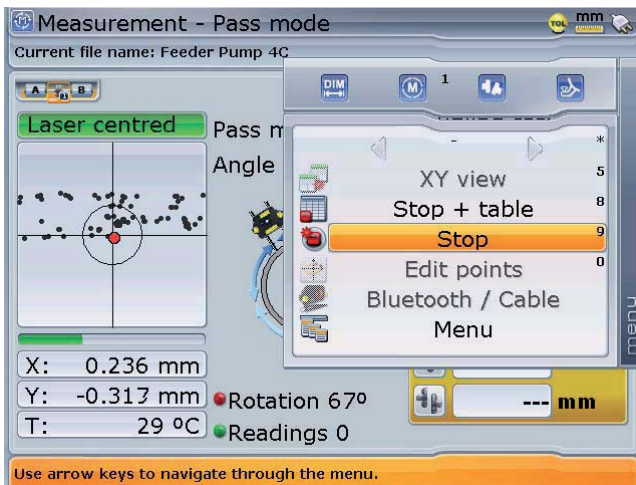 Measurement - Pass mode
TOL mm
Current file name: Feeder Pump 4C
A B
DIM M 1
Laser centred
Pass m
Angle
- *
XY view 5
Stop + table 8
Stop 9
Edit points 0
Bluetooth / Cable
Menu
menu
X: 0.236 mm
Y: -0.317 mm
T: 29 ºC
Rotation 67º
Readings 0
--- mm
Use arrow keys to navigate through the menu.